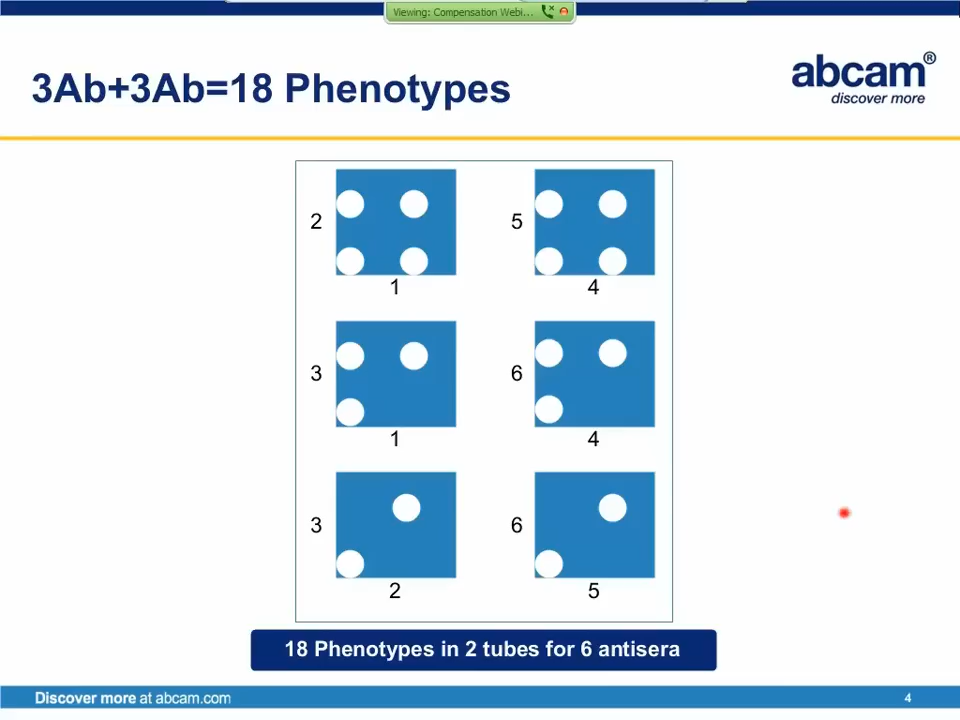 Viewing: Compensation Webi...
3Ab+3Ab=18 Phenotypes
abcam®
discover more
2
1
5
4
3
1
6
4
3
2
6
5
18 Phenotypes in 2 tubes for 6 antisera
Discover more at abcam.com
4